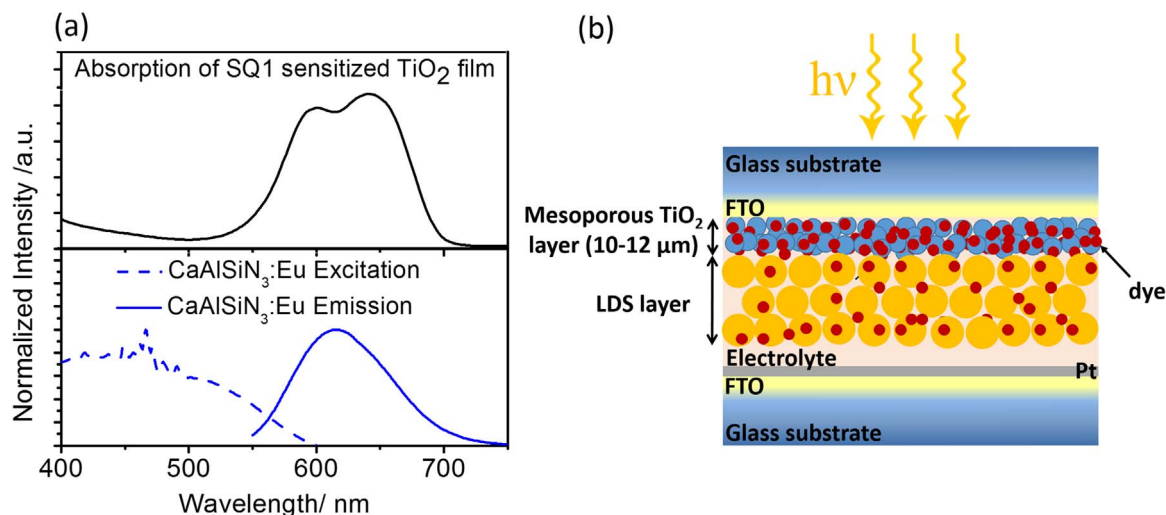 (a)
Absorption of SQ1 sensitized TiO2 film
CaAlSiN3:Eu Excitation
CaAlSiN3:Eu Emission
Normalized Intensity /a.u.
400
500
600
700
Wavelength/ nm
(b)
hν
Glass substrate
FTO
Mesoporous TiO2
layer (10-12 μm)
LDS layer
dye
Electrolyte
Pt
FTO
Glass substrate